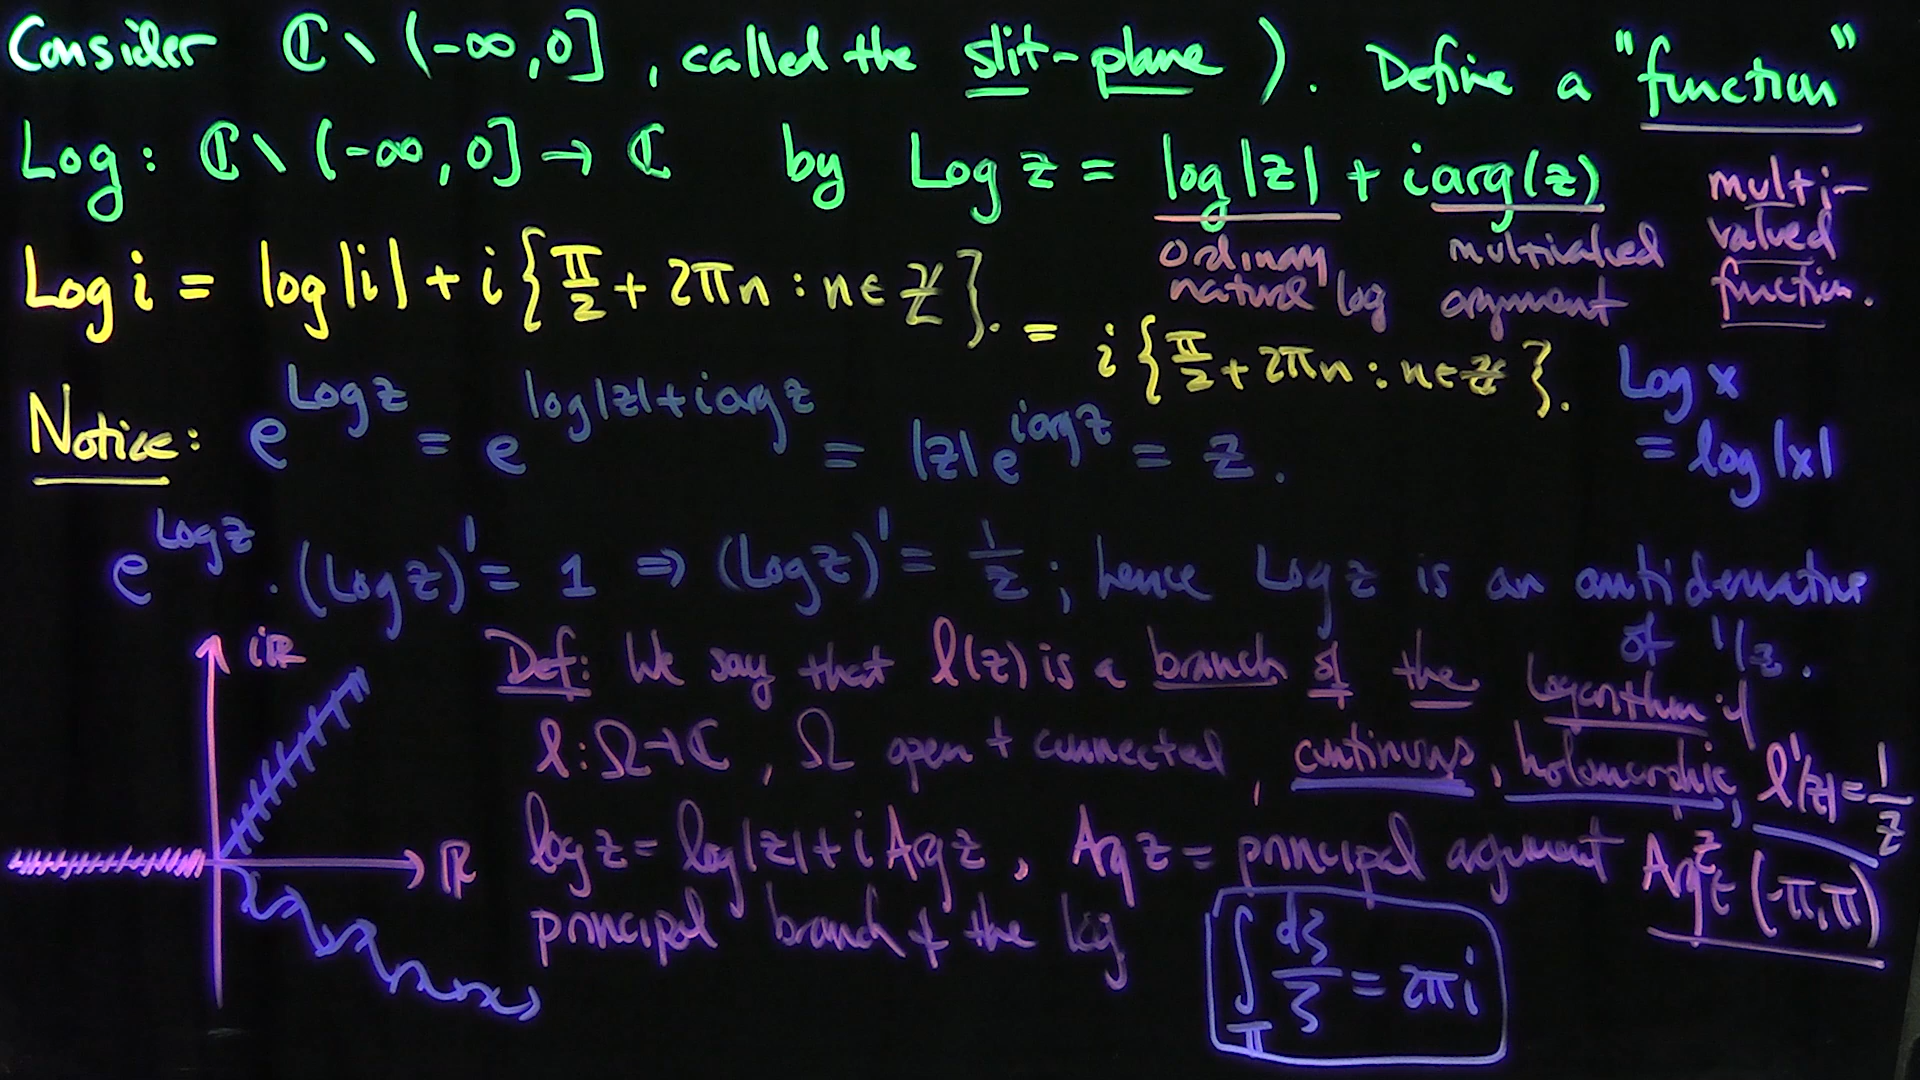 Consider ℂ \ (-∞, 0], called the slit-plane ). Define a "function"
Log : ℂ \ (-∞, 0] → ℂ by Log z = log|z| + i arg(z)
multi-
valued
function.
ordinary
natural log
multivalued
argument
Log i = log|i| + i {π/2 + 2πn : n ∈ ℤ}. = i {π/2 + 2πn : n ∈ ℤ}.
Log x
= log |x|
Notice: e^{Log z} = e^{log|z| + i arg z} = |z| e^{i arg z} = z.
e^{Log z} · (Log z)' = 1 ⇒ (Log z)' = 1/z ; hence Log z is an antiderivative
of 1/z.
iℝ
ℝ
Def: We say that l(z) is a branch of the logarithm if
l : Ω → ℂ, Ω open + connected, continuous, holomorphic, l'(z) = 1/z
log z = log|z| + i Arg z, Arg z = principal argument Arg z ∈ (-π, π)
principal branch of the log
∫_𝕋 dζ/ζ = 2πi